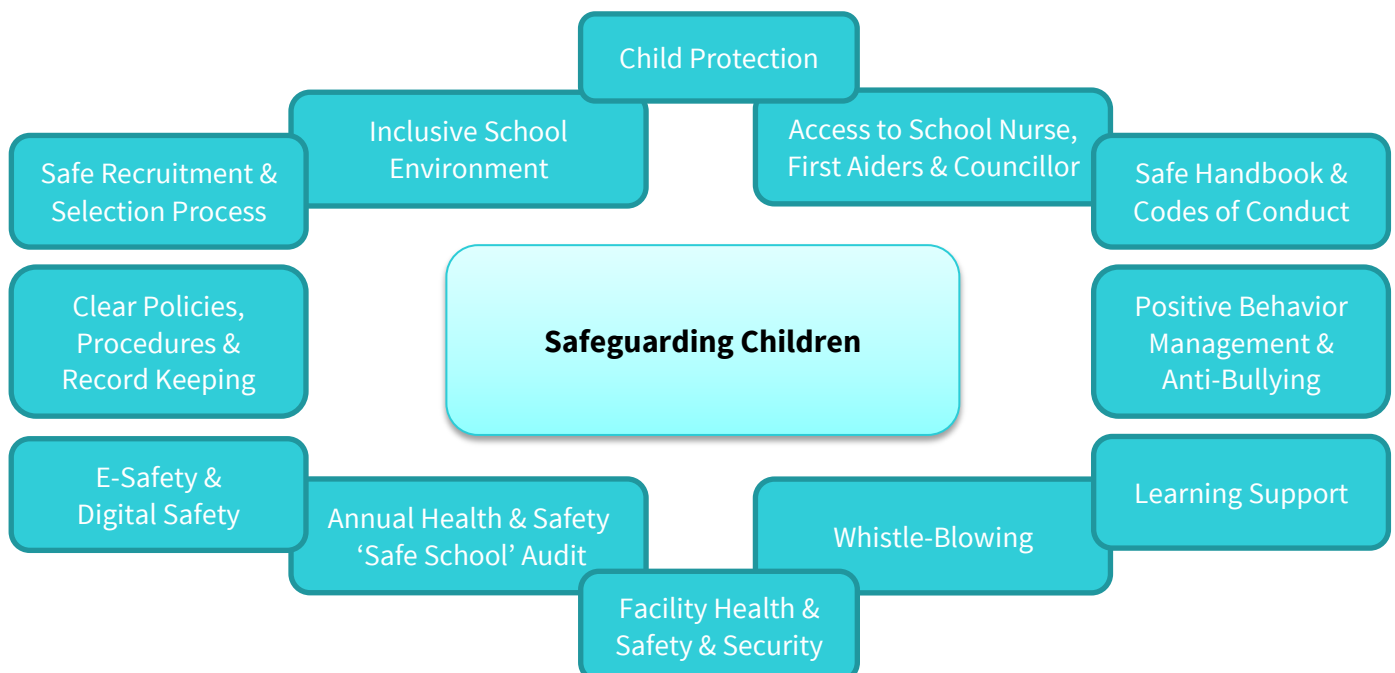 Child Protection
Inclusive School
Environment
Access to School Nurse,
First Aiders & Councillor
Safe Recruitment &
Selection Process
Safe Handbook &
Codes of Conduct
Clear Policies,
Procedures &
Record Keeping
Safeguarding Children
Positive Behavior
Management &
Anti-Bullying
E-Safety &
Digital Safety
Learning Support
Annual Health & Safety
‘Safe School’ Audit
Whistle-Blowing
Facility Health &
Safety & Security